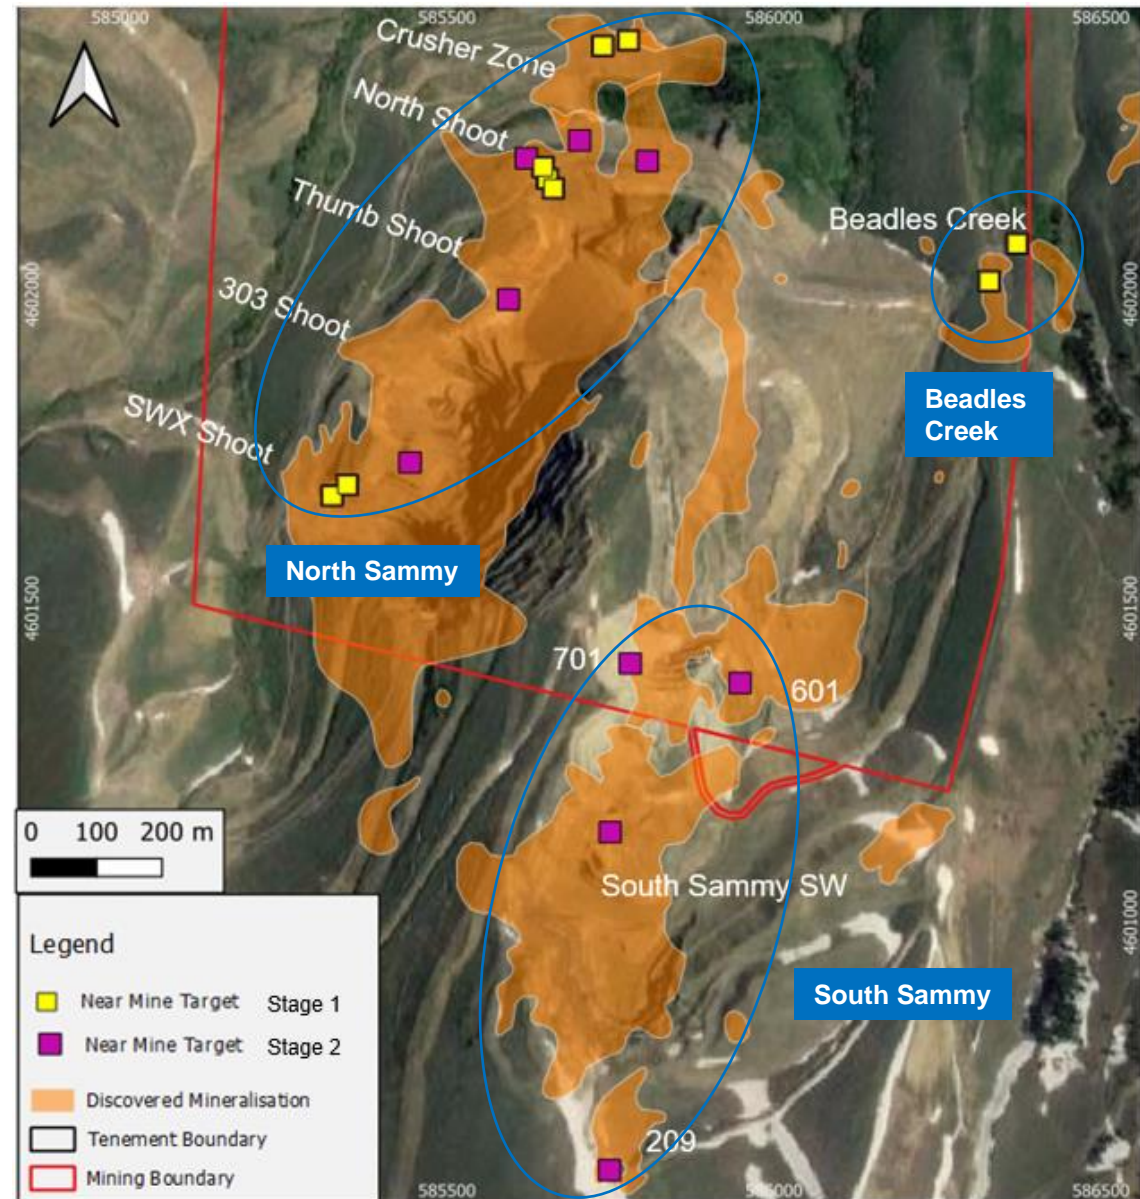 585000
585500
586000
586500
Crusher Zone
North Shoot
Thumb Shoot
303 Shoot
SWX Shoot
Beadles Creek
4602000
4602000
Beadles
Creek
North Sammy
4601500
4601500
701
601
0 100 200 m
South Sammy SW
4601000
South Sammy
Legend
Near Mine Target Stage 1
Near Mine Target Stage 2
Discovered Mineralisation
Tenement Boundary
Mining Boundary
209
585500
586000
586500